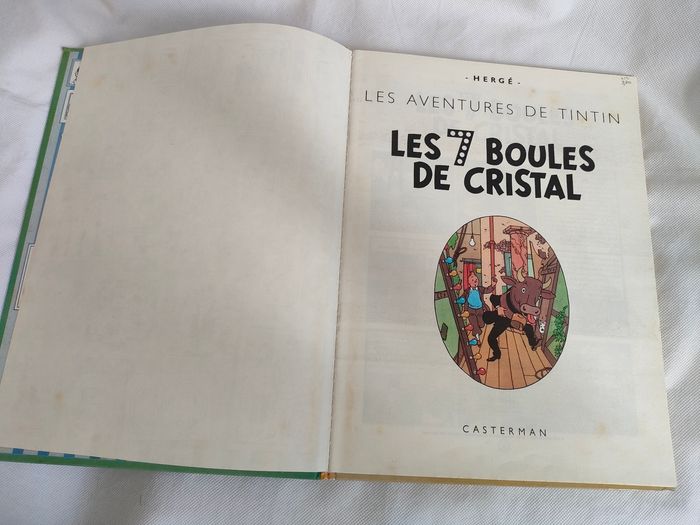 - HERGÉ -
LES AVENTURES DE TINTIN
LES 7 BOULES
DE CRISTAL
CASTERMAN